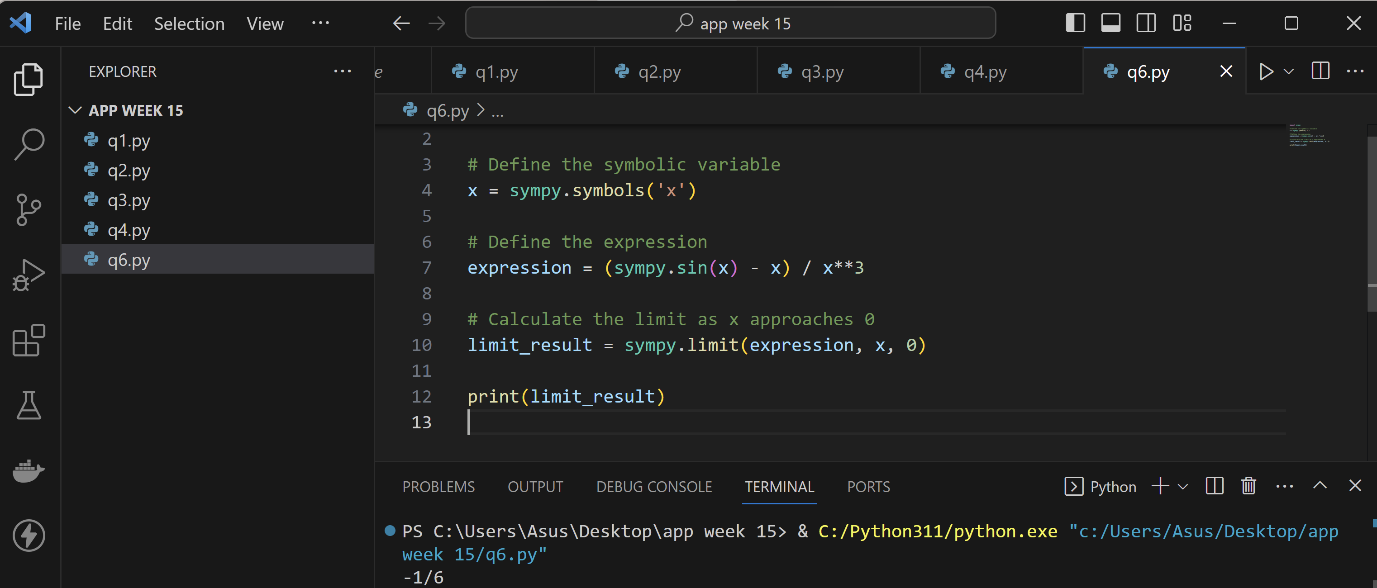 File Edit Selection View ...
app week 15
EXPLORER ...
e q1.py q2.py q3.py q4.py q6.py ...
APP WEEK 15
q1.py
q2.py
q3.py
q4.py
q6.py
q6.py > ...
2
3 # Define the symbolic variable
4 x = sympy.symbols('x')
5
6 # Define the expression
7 expression = (sympy.sin(x) - x) / x**3
8
9 # Calculate the limit as x approaches 0
10 limit_result = sympy.limit(expression, x, 0)
11
12 print(limit_result)
13
PROBLEMS OUTPUT DEBUG CONSOLE TERMINAL PORTS Python ...
PS C:\Users\Asus\Desktop\app week 15> & C:/Python311/python.exe "c:/Users/Asus/Desktop/app
week 15/q6.py"
-1/6